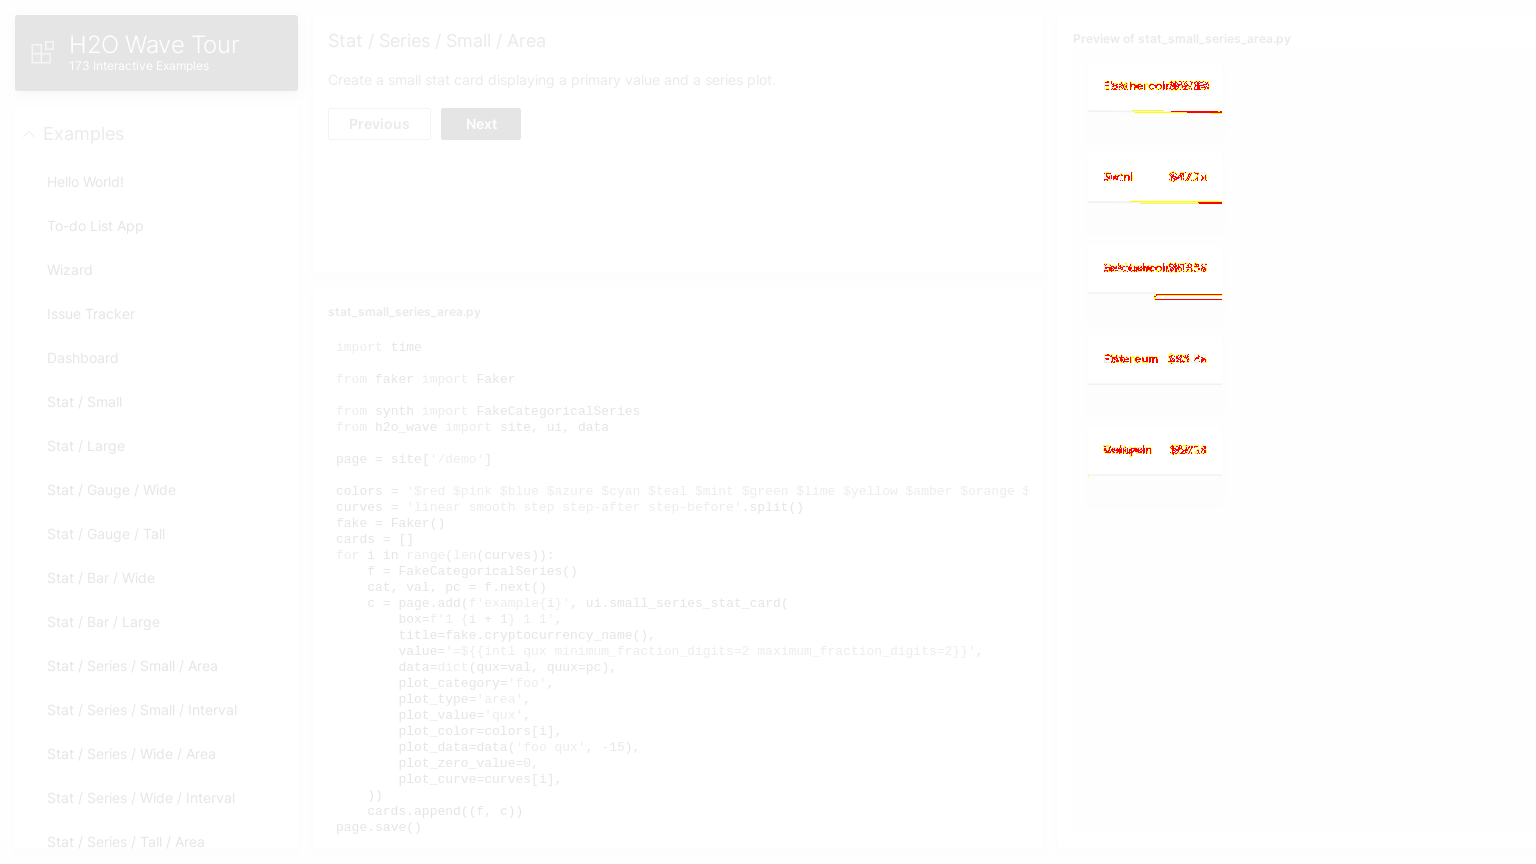 H2O Wave Tour
173 Interactive Examples
Examples
Hello World!
To-do List App
Wizard
Issue Tracker
Dashboard
Stat / Small
Stat / Large
Stat / Gauge / Wide
Stat / Gauge / Tall
Stat / Bar / Wide
Stat / Bar / Large
Stat / Series / Small / Area
Stat / Series / Small / Interval
Stat / Series / Wide / Area
Stat / Series / Wide / Interval
Stat / Series / Tall / Area
Stat / Series / Small / Area
Create a small stat card displaying a primary value and a series plot.
Previous
Next
stat_small_series_area.py
import time
from faker import Faker
from synth import FakeCategoricalSeries
from h2o_wave import site, ui, data
page = site['/demo']
colors = '$red $pink $blue $azure $cyan $teal $mint $green $lime $yellow $amber $orange $
curves = 'linear smooth step step-after step-before'.split()
fake = Faker()
cards = []
for i in range(len(curves)):
    f = FakeCategoricalSeries()
    cat, val, pc = f.next()
    c = page.add(f'example{i}', ui.small_series_stat_card(
        box=f'1 {i + 1} 1 1',
        title=fake.cryptocurrency_name(),
        value='=${{intl qux minimum_fraction_digits=2 maximum_fraction_digits=2}}',
        data=dict(qux=val, quux=pc),
        plot_category='foo',
        plot_type='area',
        plot_value='qux',
        plot_color=colors[i],
        plot_data=data('foo qux', -15),
        plot_zero_value=0,
        plot_curve=curves[i],
    ))
    cards.append((f, c))
page.save()
Preview of stat_small_series_area.py